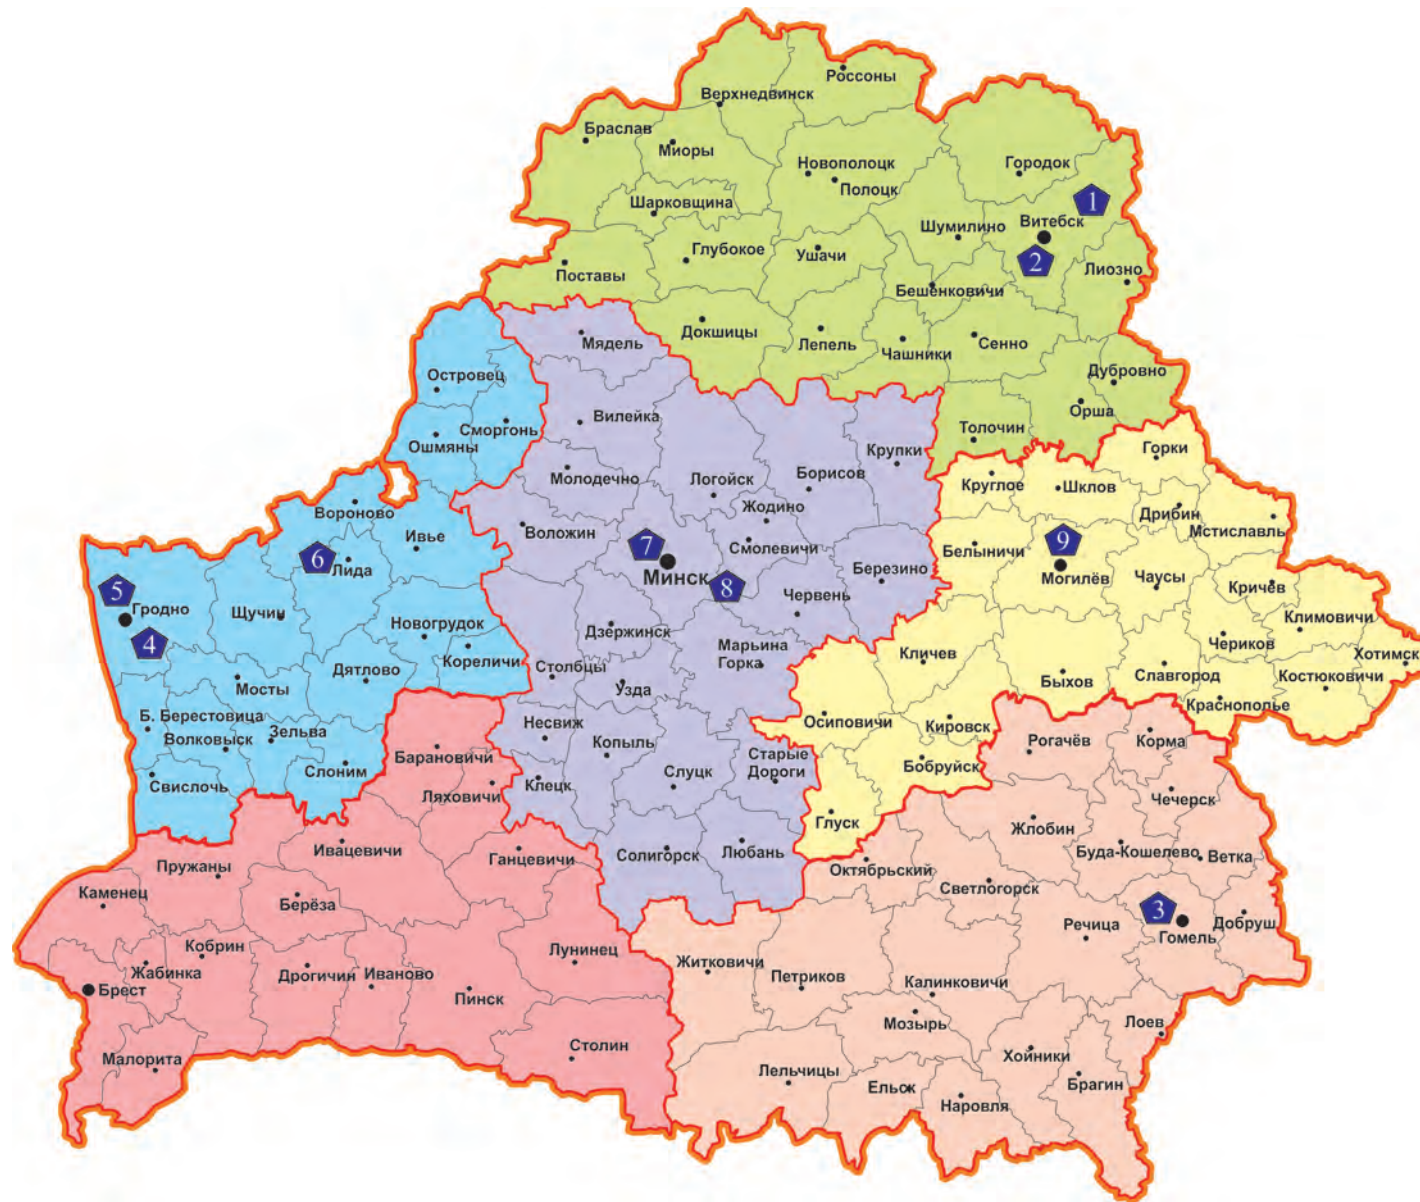 Россоны
Верхнедвинск
Браслав
Миоры
Новополоцк
Полоцк
Городок
1
Шарковщина
Шумилино
Витебск
2
Глубокое
Ушачи
Лиозно
Поставы
Бешенковичи
Докшицы
Лепель
Чашники
Сенно
Дубровно
Орша
Толочин
Мядель
Островец
Вилейка
Сморгонь
Ошмяны
Крупки
Молодечно
Логойск
Борисов
Жодино
Горки
Круглое
Шклов
Дрибин
Мстиславль
Вороново
Ивье
Воложин
6
Лида
7
Минск
Смолевичи
8
Березино
Белыничи
9
Могилёв
Чаусы
Кричев
Климовичи
Хотимск
5
Гродно
4
Щучин
Новогрудок
Дзержинск
Червень
Марьина
Горка
Кличев
Чериков
Кореличи
Дятлово
Столбцы
Узда
Мосты
Быхов
Славгород
Костюковичи
Краснополье
Б. Берестовица
Волковыск
Зельва
Слоним
Свислочь
Несвиж
Копыль
Клецк
Слуцк
Старые
Дороги
Осиповичи
Кировск
Бобруйск
Глуск
Рогачёв
Корма
Чечерск
Барановичи
Ляховичи
Жлобин
Буда-Кошелево
Ветка
Ивацевичи
Ганцевичи
Солигорск
Любань
Октябрьский
Светлогорск
Пружаны
Каменец
Берёза
3
Гомель
Добруш
Речица
Кобрин
Жабинка
Брест
Дрогичин
Иваново
Пинск
Лунинец
Житковичи
Петриков
Калинковичи
Мозырь
Лоев
Малорита
Столин
Лельчицы
Ельск
Наровля
Хойники
Брагин